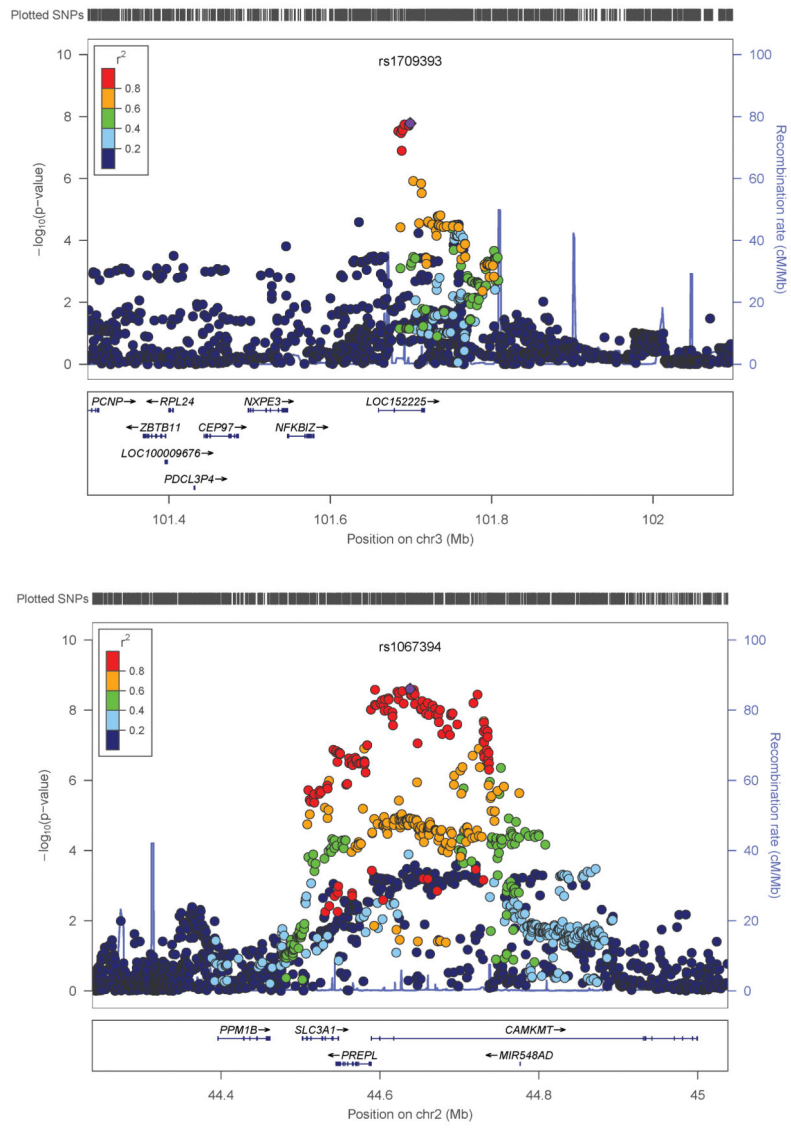 Plotted SNPs
rs1709393
r2
0.8
0.6
0.4
0.2
10
8
6
4
2
0
−log10(p−value)
100
80
60
40
20
0
Recombination rate (cM/Mb)
PCNP→ ←RPL24 NXPE3→ LOC152225→
←ZBTB11 CEP97→ NFKBIZ→
LOC100009676→
PDCL3P4→
101.4 101.6 101.8 102
Position on chr3 (Mb)
Plotted SNPs
rs1067394
r2
0.8
0.6
0.4
0.2
10
8
6
4
2
0
−log10(p−value)
100
80
60
40
20
0
Recombination rate (cM/Mb)
PPM1B→ SLC3A1→ CAMKMT→
←PREPL ←MIR548AD
44.4 44.6 44.8 45
Position on chr2 (Mb)